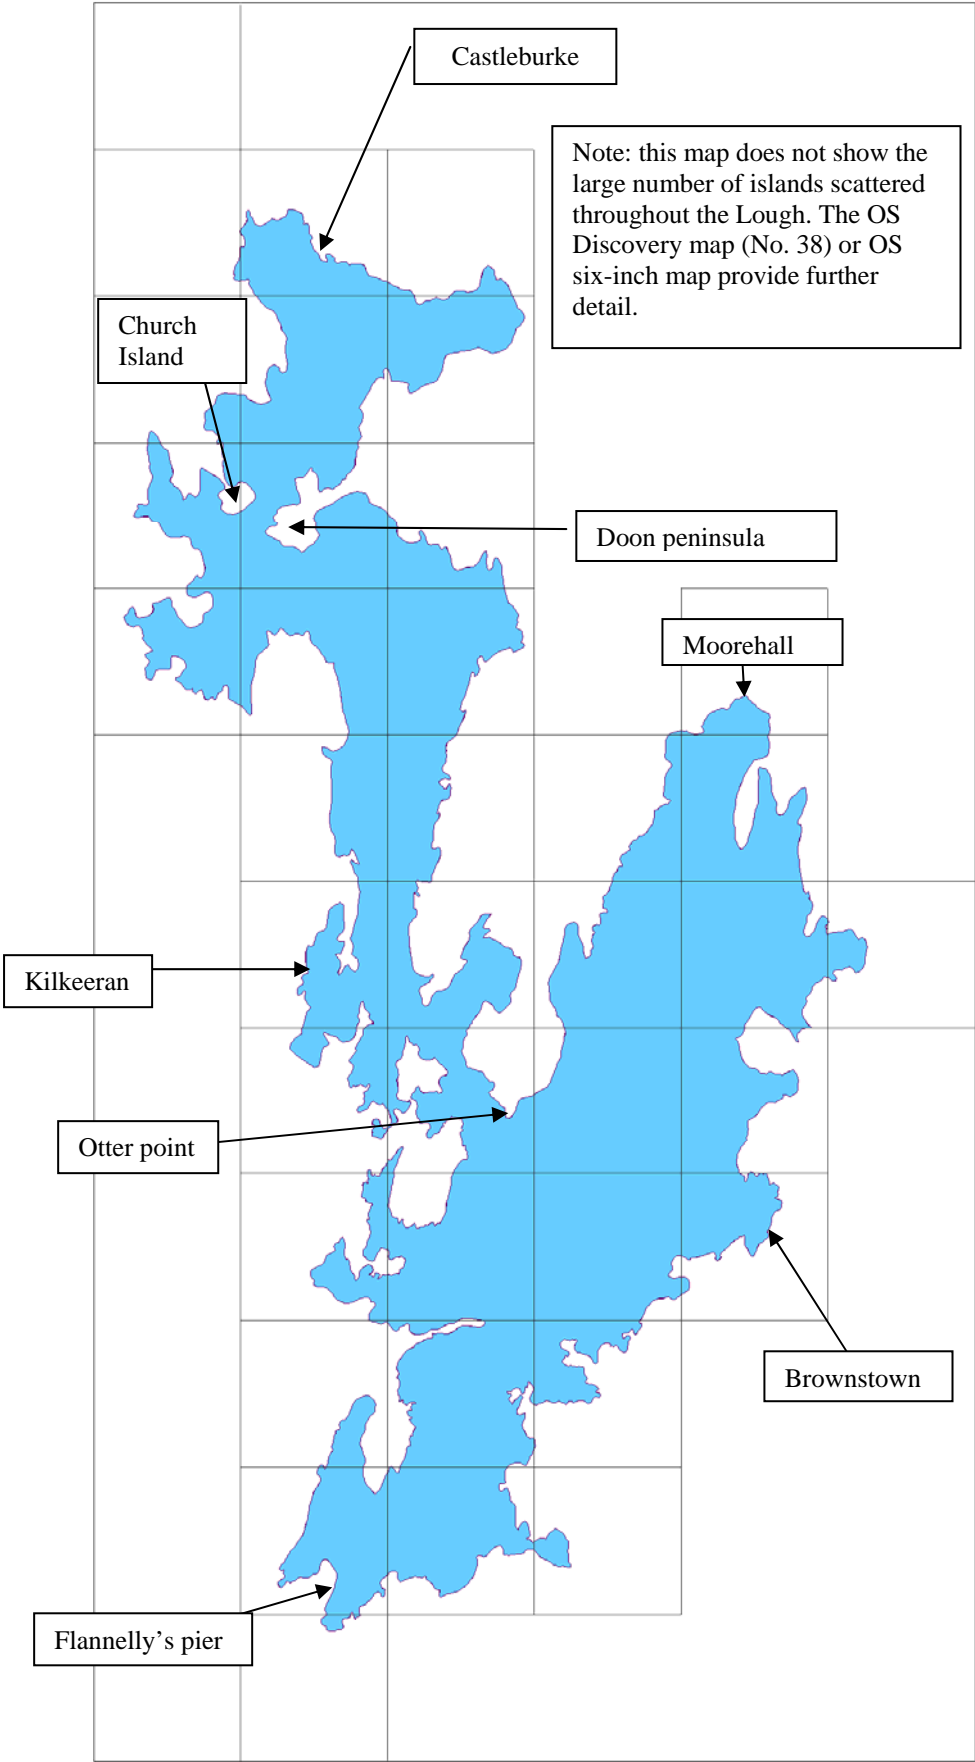 Castleburke
Note: this map does not show the
large number of islands scattered
throughout the Lough. The OS
Discovery map (No. 38) or OS
six-inch map provide further
detail.
Church
Island
Doon peninsula
Moorehall
Kilkeeran
Otter point
Brownstown
Flannelly’s pier